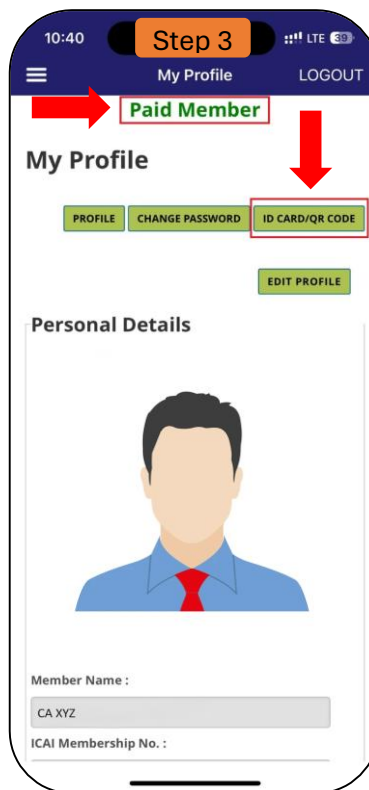 10:40 Step 3 LTE 39
My Profile LOGOUT
Paid Member
My Profile
PROFILE CHANGE PASSWORD ID CARD/QR CODE
EDIT PROFILE
Personal Details
Member Name :
CA XYZ
ICAI Membership No. :